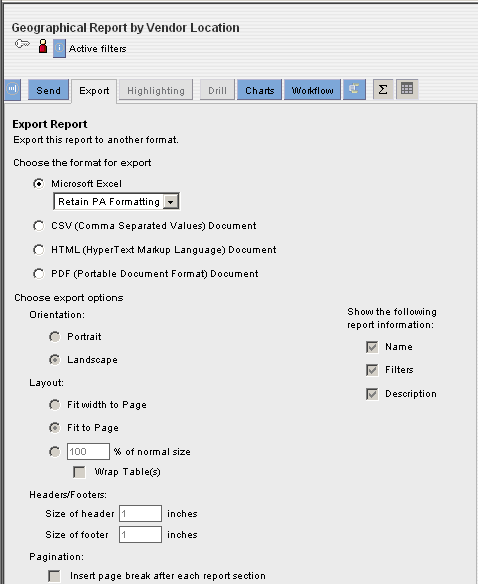 Geographical Report by Vendor Location
i Active filters
Send Export Highlighting Drill Charts Workflow Σ
Export Report
Export this report to another format.
Choose the format for export
Microsoft Excel
Retain PA Formatting
CSV (Comma Separated Values) Document
HTML (HyperText Markup Language) Document
PDF (Portable Document Format) Document
Choose export options
Orientation:
Portrait
Landscape
Layout:
Fit width to Page
Fit to Page
100 % of normal size
Wrap Table(s)
Headers/Footers:
Size of header 1 inches
Size of footer 1 inches
Pagination:
Insert page break after each report section
Show the following
report information:
Name
Filters
Description